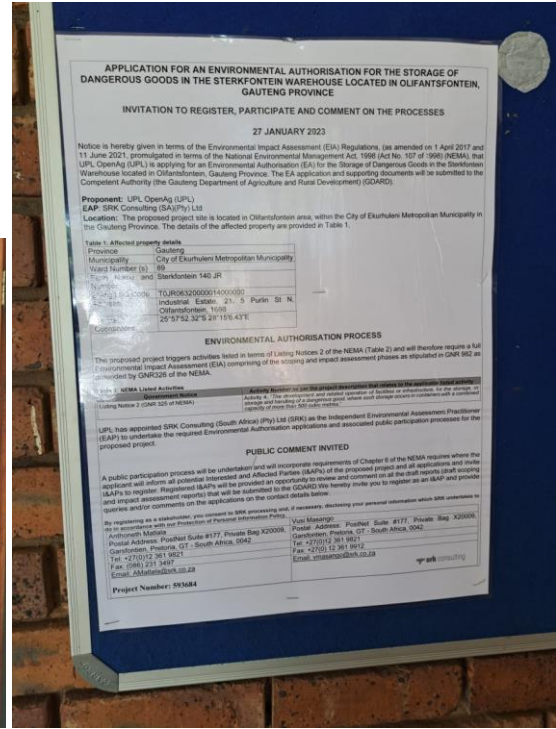 APPLICATION FOR AN ENVIRONMENTAL AUTHORISATION FOR THE STORAGE OF
DANGEROUS GOODS IN THE STERKFONTEIN WAREHOUSE LOCATED IN OLIFANTSFONTEIN,
GAUTENG PROVINCE
INVITATION TO REGISTER, PARTICIPATE AND COMMENT ON THE PROCESSES
27 JANUARY 2023
Notice is hereby given in terms of the Environmental Impact Assessment (EIA) Regulations, (as amended on 1 April 2017 and
11 June 2021, promulgated in terms of the National Environmental Management Act, 1998 (Act No. 107 of 1998) (NEMA), that
UPL OpenAg (UPL) is applying for an Environmental Authorisation (EA) for the Storage of Dangerous Goods in the Sterkfontein
Warehouse located in Olifantsfontein, Gauteng Province. The EA application and supporting documents will be submitted to the
Competent Authority (the Gauteng Department of Agriculture and Rural Development) (GDARD).
Proponent: UPL OpenAg (UPL)
EAP: SRK Consulting (SA)(Pty) Ltd
Location: The proposed project site is located in Olifantsfontein area, within the City of Ekurhuleni Metropolitan Municipality in
the Gauteng Province. The details of the affected property are provided in Table 1.
Table 1: Affected property details
Province Gauteng
Municipality City of Ekurhuleni Metropolitan Municipality
Ward Number (s) 89
Name and Sterkfontein 140 JR
Number
Code T0JR06320000014000000
Industrial Estate, 21, 5 Purlin St N,
Olifantsfontein, 1698
25°57'52.32"S 28°15'6.43"E
ENVIRONMENTAL AUTHORISATION PROCESS
The proposed project triggers activities listed in terms of Listing Notices 2 of the NEMA (Table 2) and will therefore require a full
Environmental Impact Assessment (EIA) comprising of the scoping and impact assessment phases as stipulated in GNR 982 as
provided by GNR326 of the NEMA.
NEMA Listed Activities
Government Notice Activity Number as per the project description that relates to the applicable listed activity
Listing Notice 2 (GNR 325 of NEMA) Activity 4, "The development and related operation of facilities or infrastructure, for the storage, or
storage and handling of a dangerous good, where such storage occurs in containers with a combined
capacity of more than 500 cubic metres."
UPL has appointed SRK Consulting (South Africa) (Pty) Ltd (SRK) as the Independent Environmental Assessment Practitioner
(EAP) to undertake the required Environmental Authorisation applications and associated public participation processes for the
proposed project.
PUBLIC COMMENT INVITED
A public participation process will be undertaken and will incorporate requirements of Chapter 6 of the NEMA requires where the
applicant will inform all potential Interested and Affected Parties (I&APs) of the proposed project and all applications and invite
I&APs to register. Registered I&APs will be provided an opportunity to review and comment on all the draft reports (draft scoping
and impact assessment reports) that will be submitted to the GDARD.We hereby invite you to register as an I&AP and provide
queries and/or comments on the applications on the contact details below:
By registering as a stakeholder, you consent to SRK processing and, if necessary, disclosing your personal information which SRK undertakes to
do in accordance with our Protection of Personal Information Policy.
Matlala
Postal Address: PostNet Suite #177, Private Bag X20009,
Garsfontein, Pretoria, GT - South Africa, 0042
Tel: +27(0)12 361 9821
Fax: (086) 231 3497
Email: AMatlala@srk.co.za
Vusi Masango
Postal Address: PostNet Suite #177, Private Bag X20009,
Garsfontein, Pretoria, GT - South Africa, 0042
Tel: +27(0)12 361 9821
Fax: +27(0) 12 361 9912
Email: vmasango@srk.co.za
srk consulting
Project Number: 593684